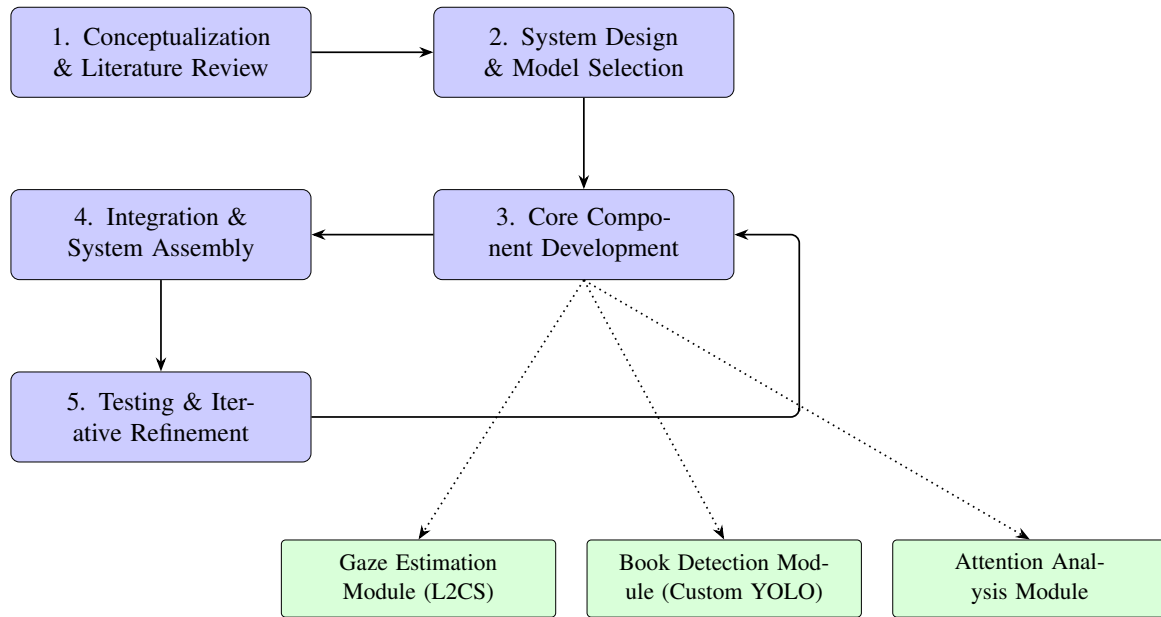 1. Conceptualization
& Literature Review
2. System Design
& Model Selection
4. Integration &
System Assembly
3. Core Compo-
nent Development
5. Testing & Iter-
ative Refinement
Gaze Estimation
Module (L2CS)
Book Detection Mod-
ule (Custom YOLO)
Attention Anal-
ysis Module